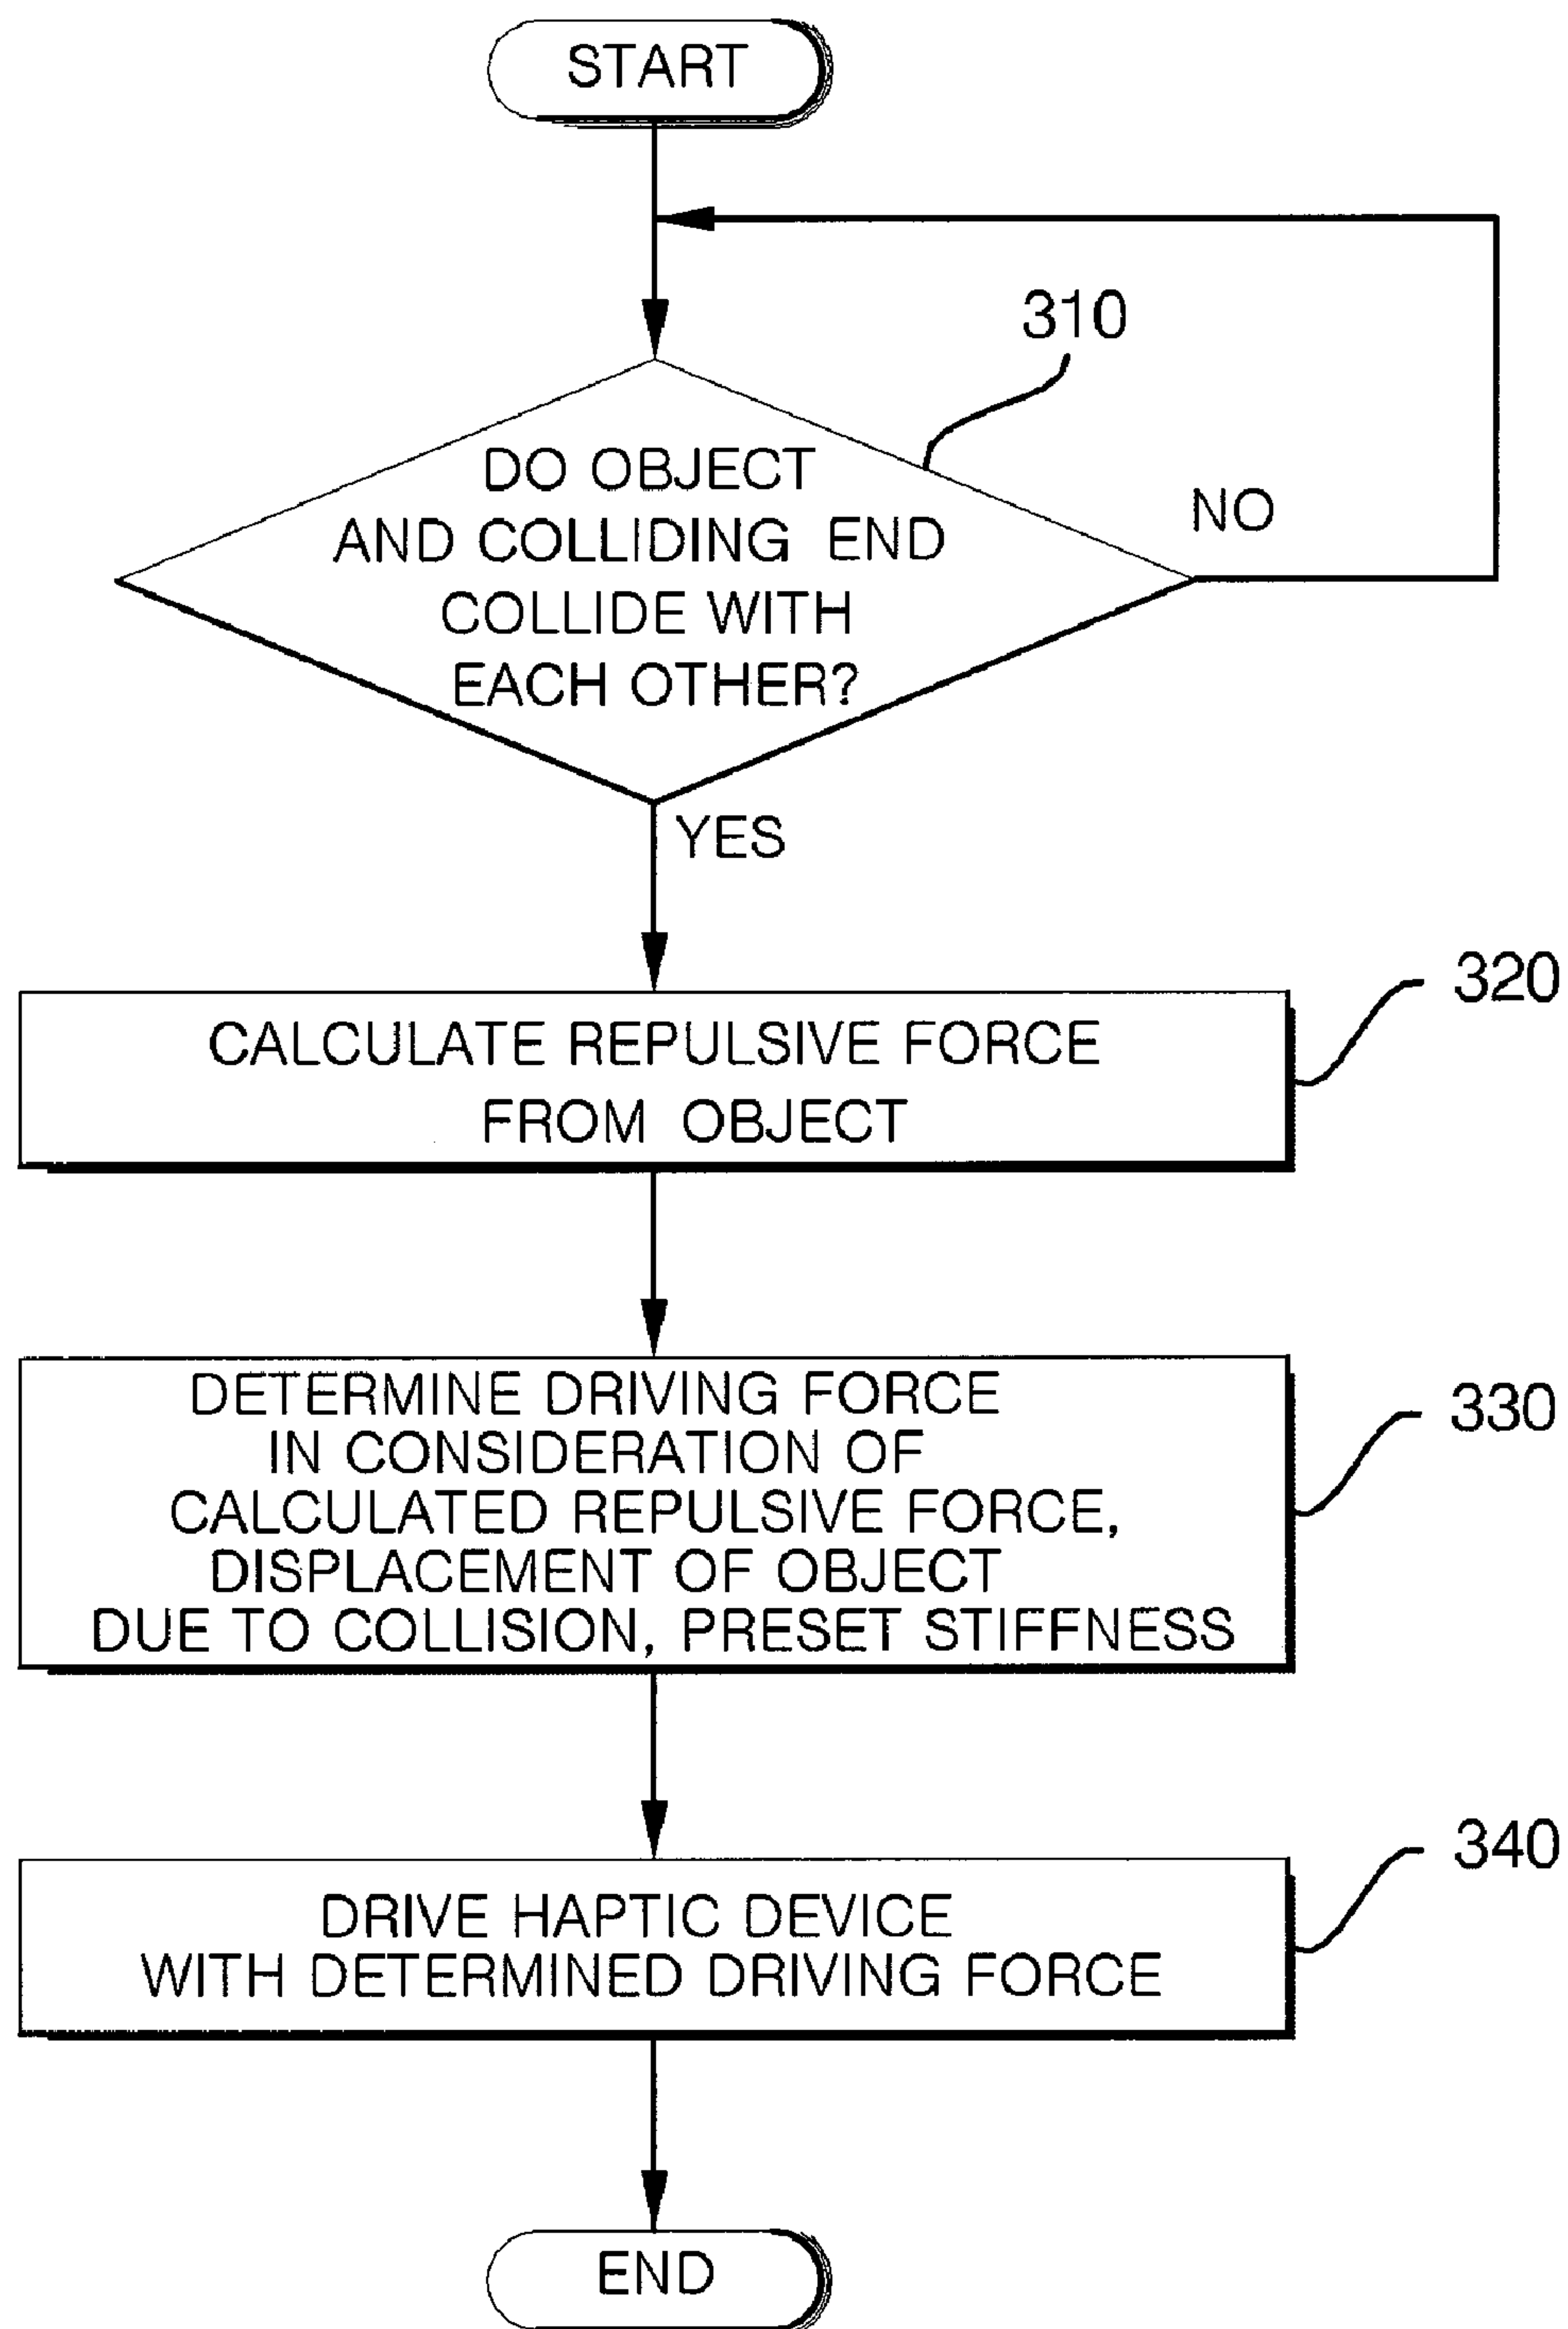 START
310
DO OBJECT
AND COLLIDING END
COLLIDE WITH
EACH OTHER?
NO
YES
320
CALCULATE REPULSIVE FORCE
FROM OBJECT
330
DETERMINE DRIVING FORCE
IN CONSIDERATION OF
CALCULATED REPULSIVE FORCE,
DISPLACEMENT OF OBJECT
DUE TO COLLISION, PRESET STIFFNESS
340
DRIVE HAPTIC DEVICE
WITH DETERMINED DRIVING FORCE
END